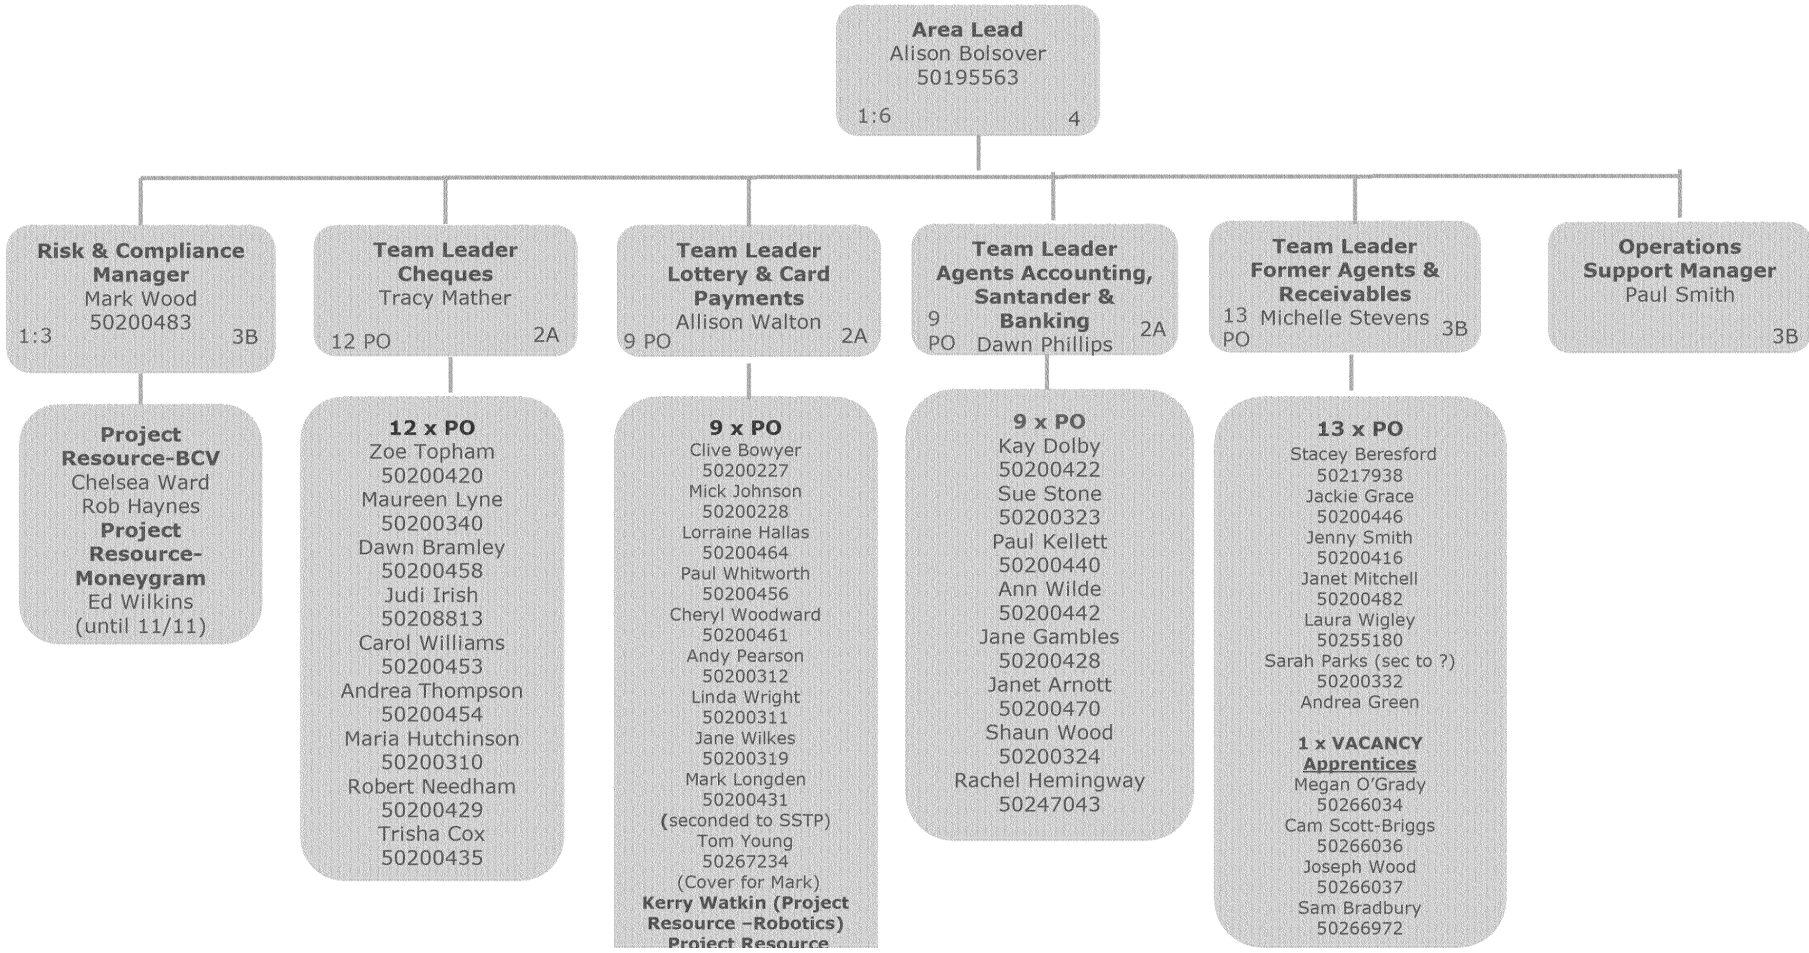 Area Lead
Alison Bolsover
50195563
1:6 4
Risk & Compliance
Manager
Mark Wood
50200483
1:3 3B
Team Leader
Cheques
Tracy Mather
12 PO 2A
Team Leader
Lottery & Card
Payments
Allison Walton
9 PO 2A
Team Leader
Agents Accounting,
Santander &
Banking
Dawn Phillips
9
PO
2A
Team Leader
Former Agents &
Receivables
Michelle Stevens
13
PO
3B
Operations
Support Manager
Paul Smith
3B
Project
Resource-BCV
Chelsea Ward
Rob Haynes
Project
Resource-
Moneygram
Ed Wilkins
(until 11/11)
12 x PO
Zoe Topham
50200420
Maureen Lyne
50200340
Dawn Bramley
50200458
Judi Irish
50208813
Carol Williams
50200453
Andrea Thompson
50200454
Maria Hutchinson
50200310
Robert Needham
50200429
Trisha Cox
50200435
9 x PO
Clive Bowyer
50200227
Mick Johnson
50200228
Lorraine Hallas
50200464
Paul Whitworth
50200456
Cheryl Woodward
50200461
Andy Pearson
50200312
Linda Wright
50200311
Jane Wilkes
50200319
Mark Longden
50200431
(seconded to SSTP)
Tom Young
50267234
(Cover for Mark)
Kerry Watkin (Project
Resource –Robotics)
Project Resource
9 x PO
Kay Dolby
50200422
Sue Stone
50200323
Paul Kellett
50200440
Ann Wilde
50200442
Jane Gambles
50200428
Janet Arnott
50200470
Shaun Wood
50200324
Rachel Hemingway
50247043
13 x PO
Stacey Beresford
50217938
Jackie Grace
50200446
Jenny Smith
50200416
Janet Mitchell
50200482
Laura Wigley
50255180
Sarah Parks (sec to ?)
50200332
Andrea Green
1 x VACANCY
Apprentices
Megan O’Grady
50266034
Cam Scott-Briggs
50266036
Joseph Wood
50266037
Sam Bradbury
50266972